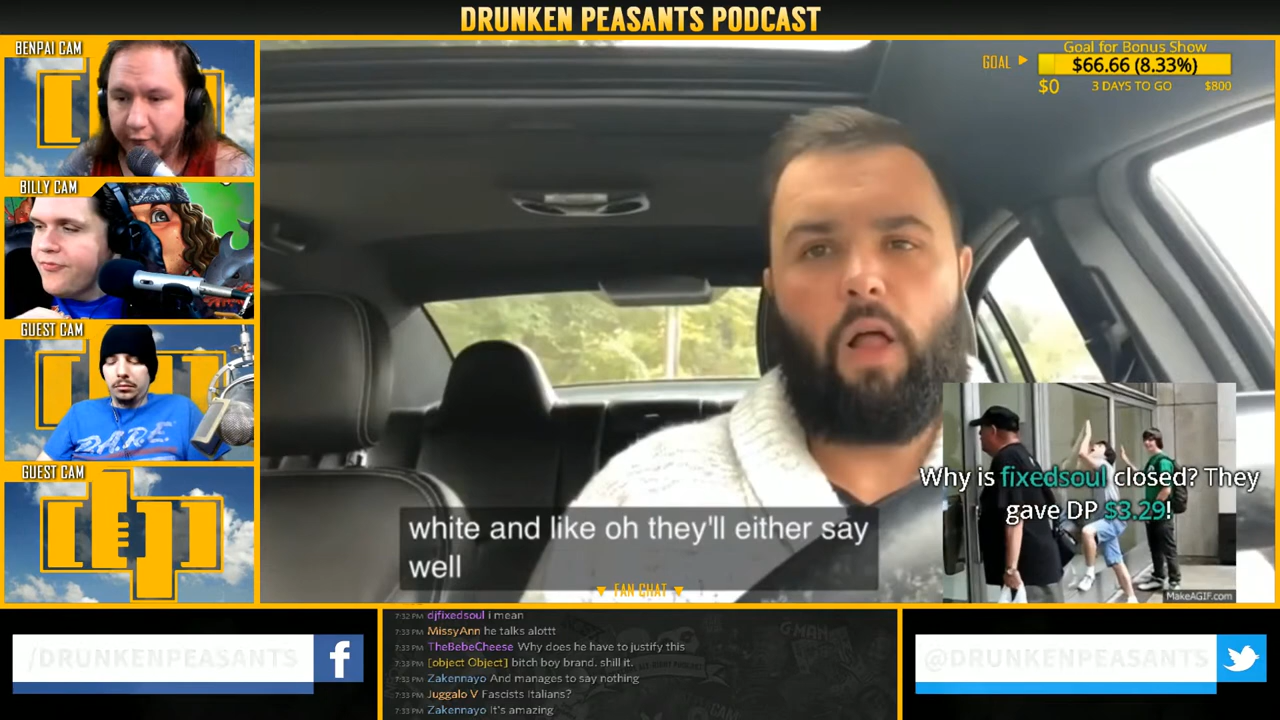 DRUNKEN PEASANTS PODCAST
BENPAI CAM
BILLY CAM
GUEST CAM
D.A.R.E.
GUEST CAM
Goal for Bonus Show
GOAL
$66.66 (8.33%)
$0
3 DAYS TO GO
$800
Why is fixedsoul closed? They
gave DP $3.29!
MakeAGIF.com
white and like oh they'll either say
well
FAN CHAT
7:32 PM djfixedsoul i mean
7:33 PM MissyAnn he talks alottt
7:33 PM TheBebeCheese Why does he have to justify this
7:33 PM [object Object] bitch boy brand. shill it.
7:33 PM Zakennayo And manages to say nothing
7:33 PM Juggalo V Fascists Italians?
7:33 PM Zakennayo It's amazing
/DRUNKENPEASANTS
f
@DRUNKENPEASANTS